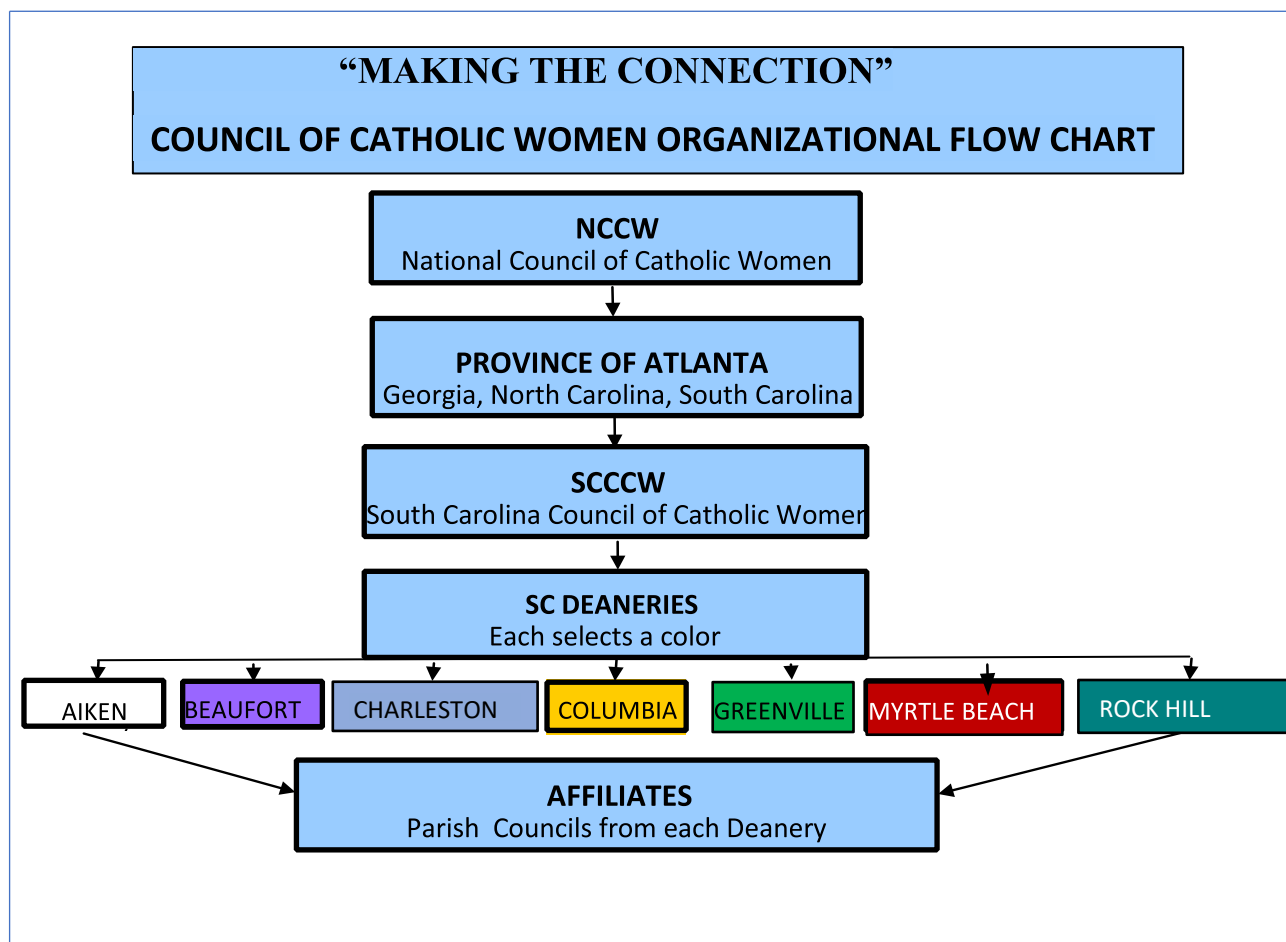 “MAKING THE CONNECTION”
COUNCIL OF CATHOLIC WOMEN ORGANIZATIONAL FLOW CHART
NCCW
National Council of Catholic Women
PROVINCE OF ATLANTA
Georgia, North Carolina, South Carolina
SCCCW
South Carolina Council of Catholic Women
SC DEANERIES
Each selects a color
AIKEN
BEAUFORT
CHARLESTON
COLUMBIA
GREENVILLE
MYRTLE BEACH
ROCK HILL
AFFILIATES
Parish Councils from each Deanery